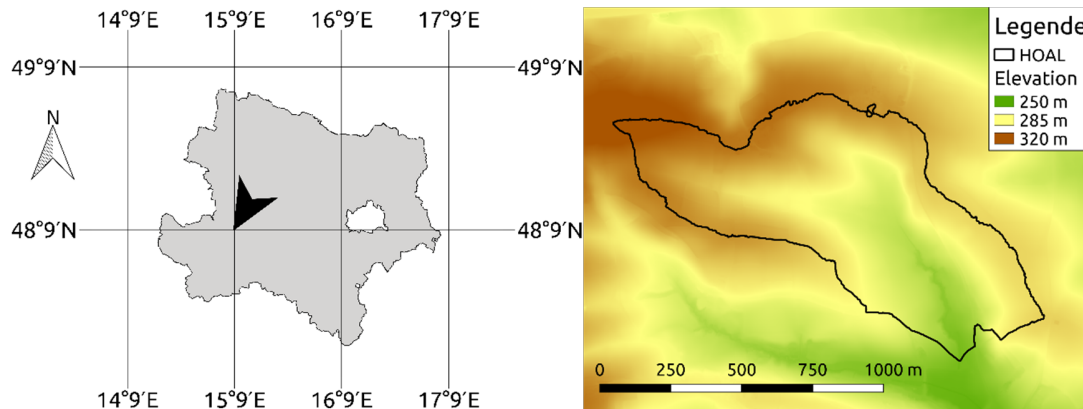 14°9′E 15°9′E 16°9′E 17°9′E
49°9′N 49°9′N
N
48°9′N 48°9′N
14°9′E 15°9′E 16°9′E 17°9′E
Legende
HOAL
Elevation
250 m
285 m
320 m
0 250 500 750 1000 m